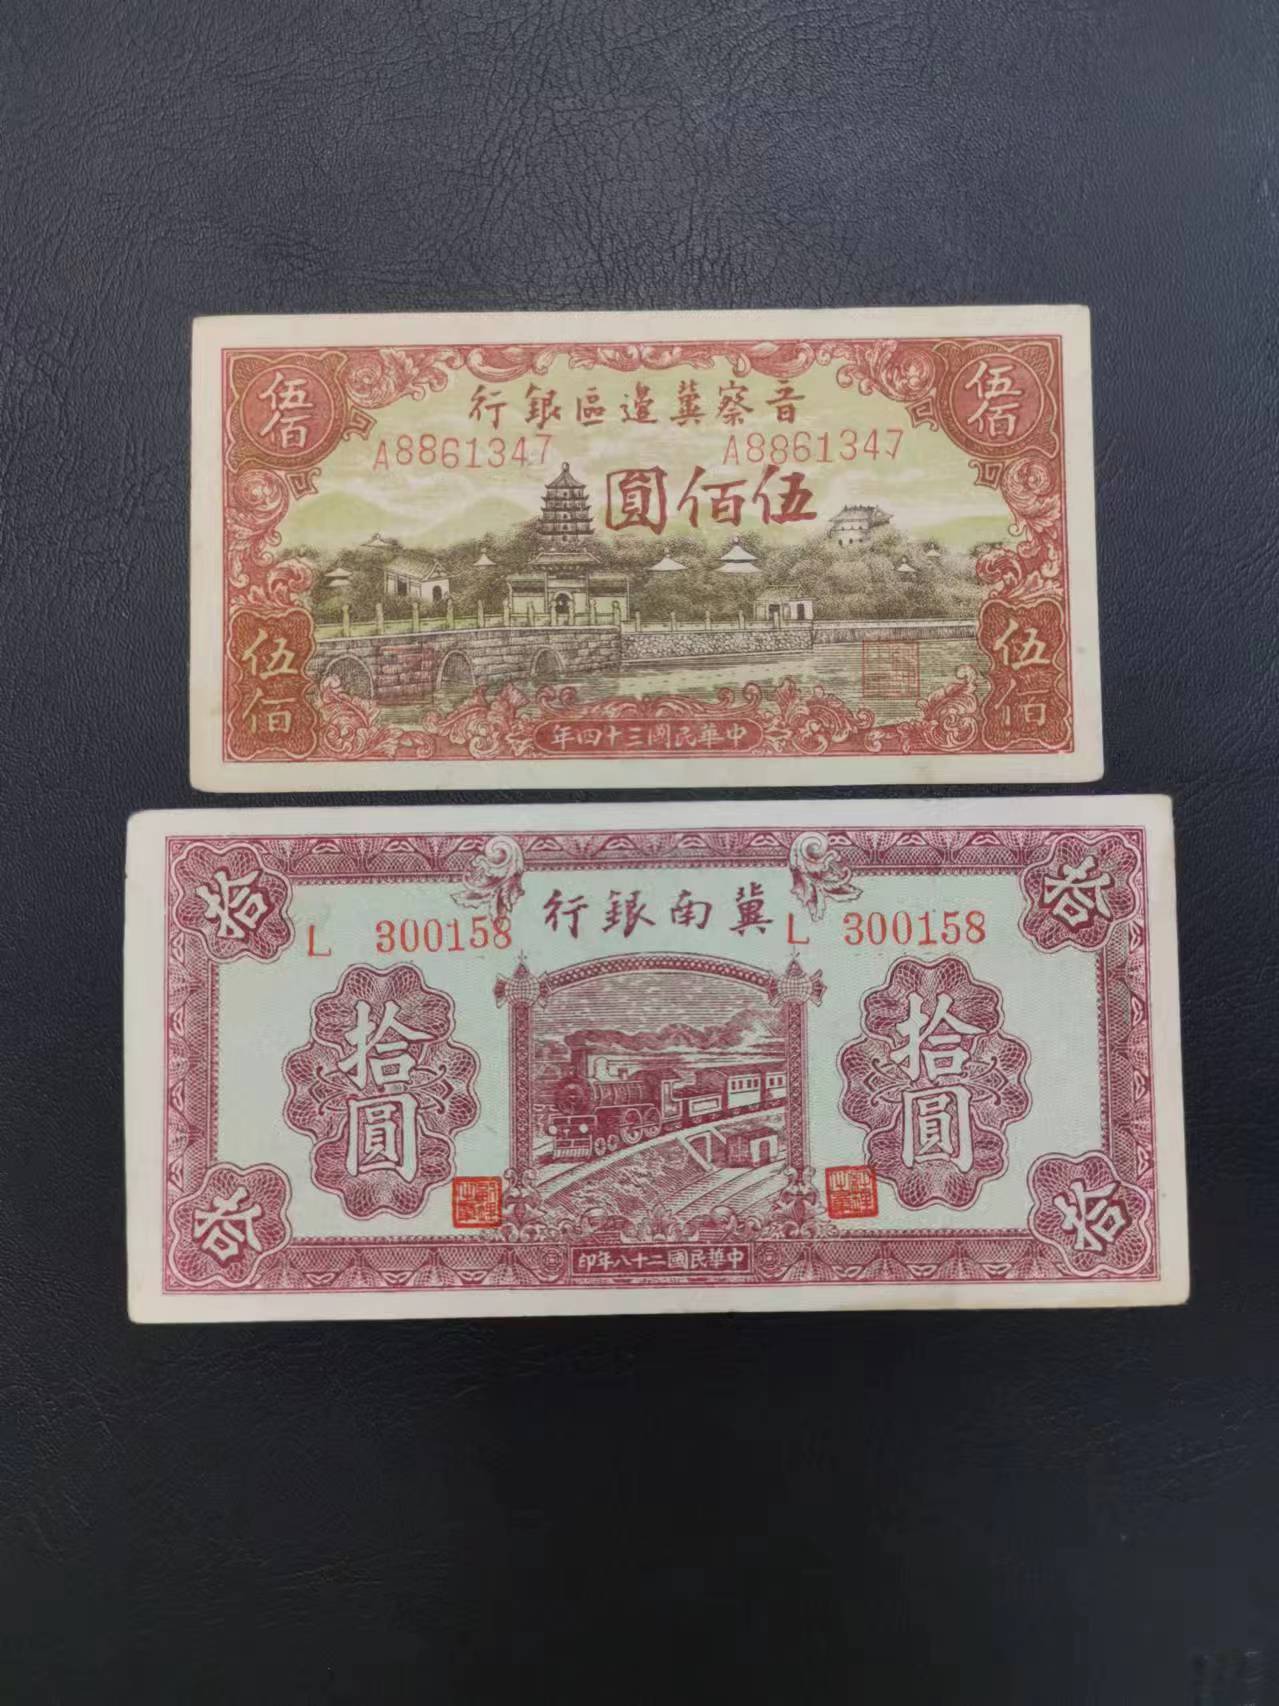 伍佰
伍佰
晋察冀邊區銀行
A8861347
A8861347
伍佰圓
伍佰
伍佰
中華民國三十四年
拾
拾
冀南銀行
L 300158
L 300158
拾圓
拾圓
拾
拾
中華民國二十八年印